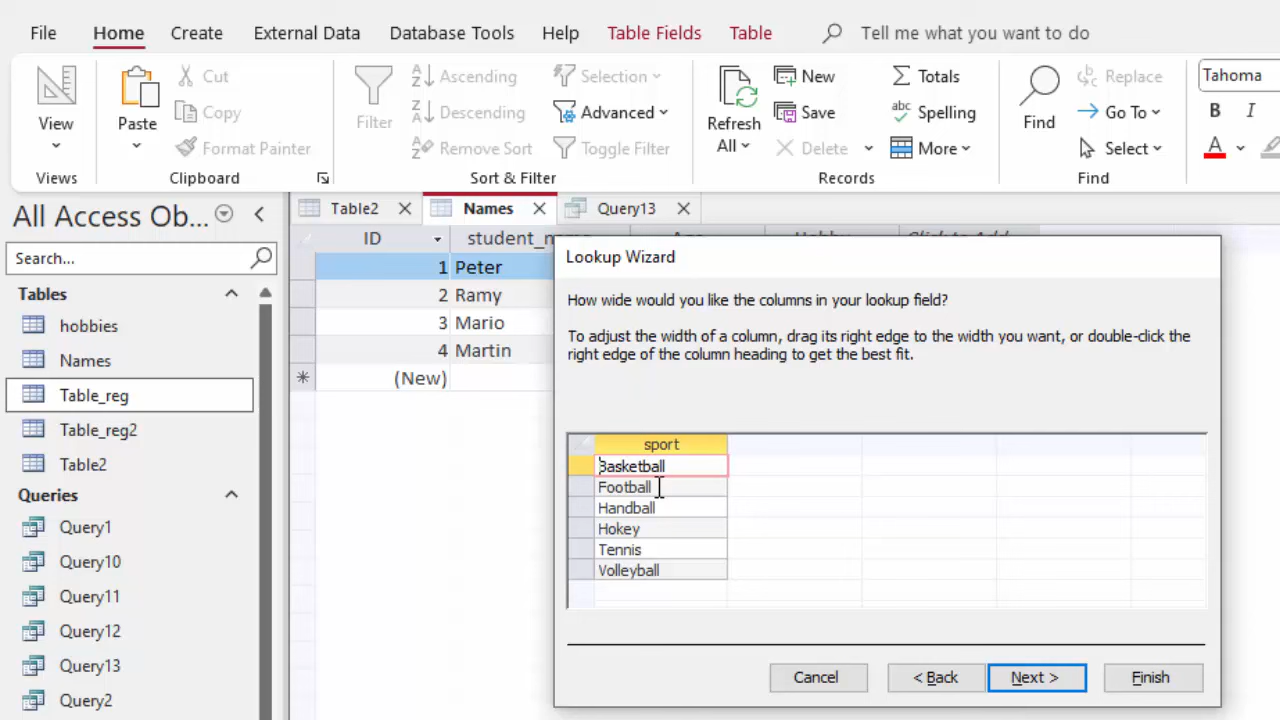 File Home Create External Data Database Tools Help Table Fields Table Tell me what you want to do
View
Views
Paste
Cut
Copy
Format Painter
Clipboard
Filter
Ascending
Descending
Remove Sort
Selection
Advanced
Toggle Filter
Sort & Filter
Refresh
All
New
Save
Delete
Totals
Spelling
More
Records
Find
Replace
Go To
Select
Find
Tahoma
B I
A
All Access Ob...
Search...
Tables
hobbies
Names
Table_reg
Table_reg2
Table2
Queries
Query1
Query10
Query11
Query12
Query13
Query2
Table2 Names Query13
ID student_name Age Hobby Click to Add
1 Peter
2 Ramy
3 Mario
4 Martin
(New)
Lookup Wizard
How wide would you like the columns in your lookup field?
To adjust the width of a column, drag its right edge to the width you want, or double-click the
right edge of the column heading to get the best fit.
sport
Basketball
Football
Handball
Hokey
Tennis
Volleyball
Cancel < Back Next > Finish